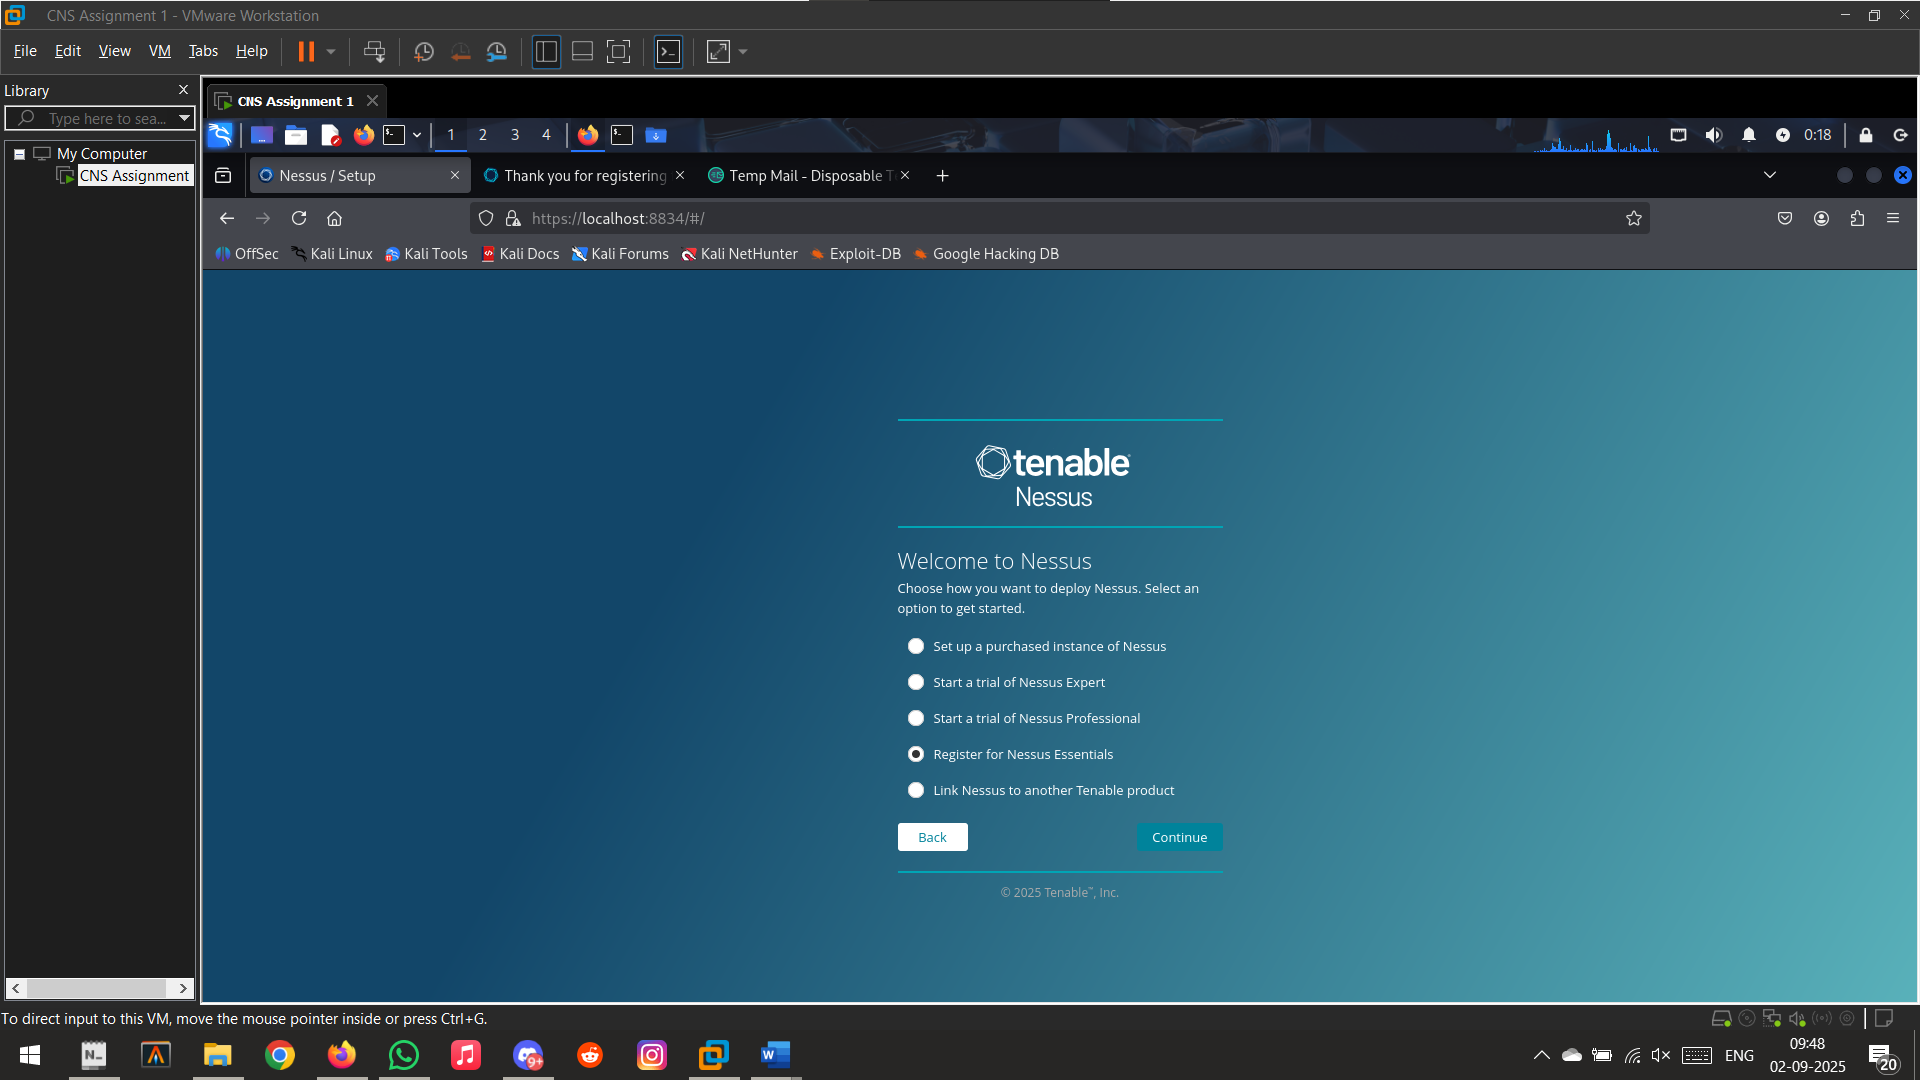 CNS Assignment 1 - VMware Workstation
File Edit View VM Tabs Help
Library
Type here to sea...
My Computer
CNS Assignment
CNS Assignment 1
1 2 3 4
0:18
Nessus / Setup
Thank you for registering
Temp Mail - Disposable T
https://localhost:8834/#/
OffSec Kali Linux Kali Tools Kali Docs Kali Forums Kali NetHunter Exploit-DB Google Hacking DB
tenable
Nessus
Welcome to Nessus
Choose how you want to deploy Nessus. Select an
option to get started.
Set up a purchased instance of Nessus
Start a trial of Nessus Expert
Start a trial of Nessus Professional
Register for Nessus Essentials
Link Nessus to another Tenable product
Back Continue
© 2025 Tenable™, Inc.
To direct input to this VM, move the mouse pointer inside or press Ctrl+G.
9+
ENG
09:48
02-09-2025
20